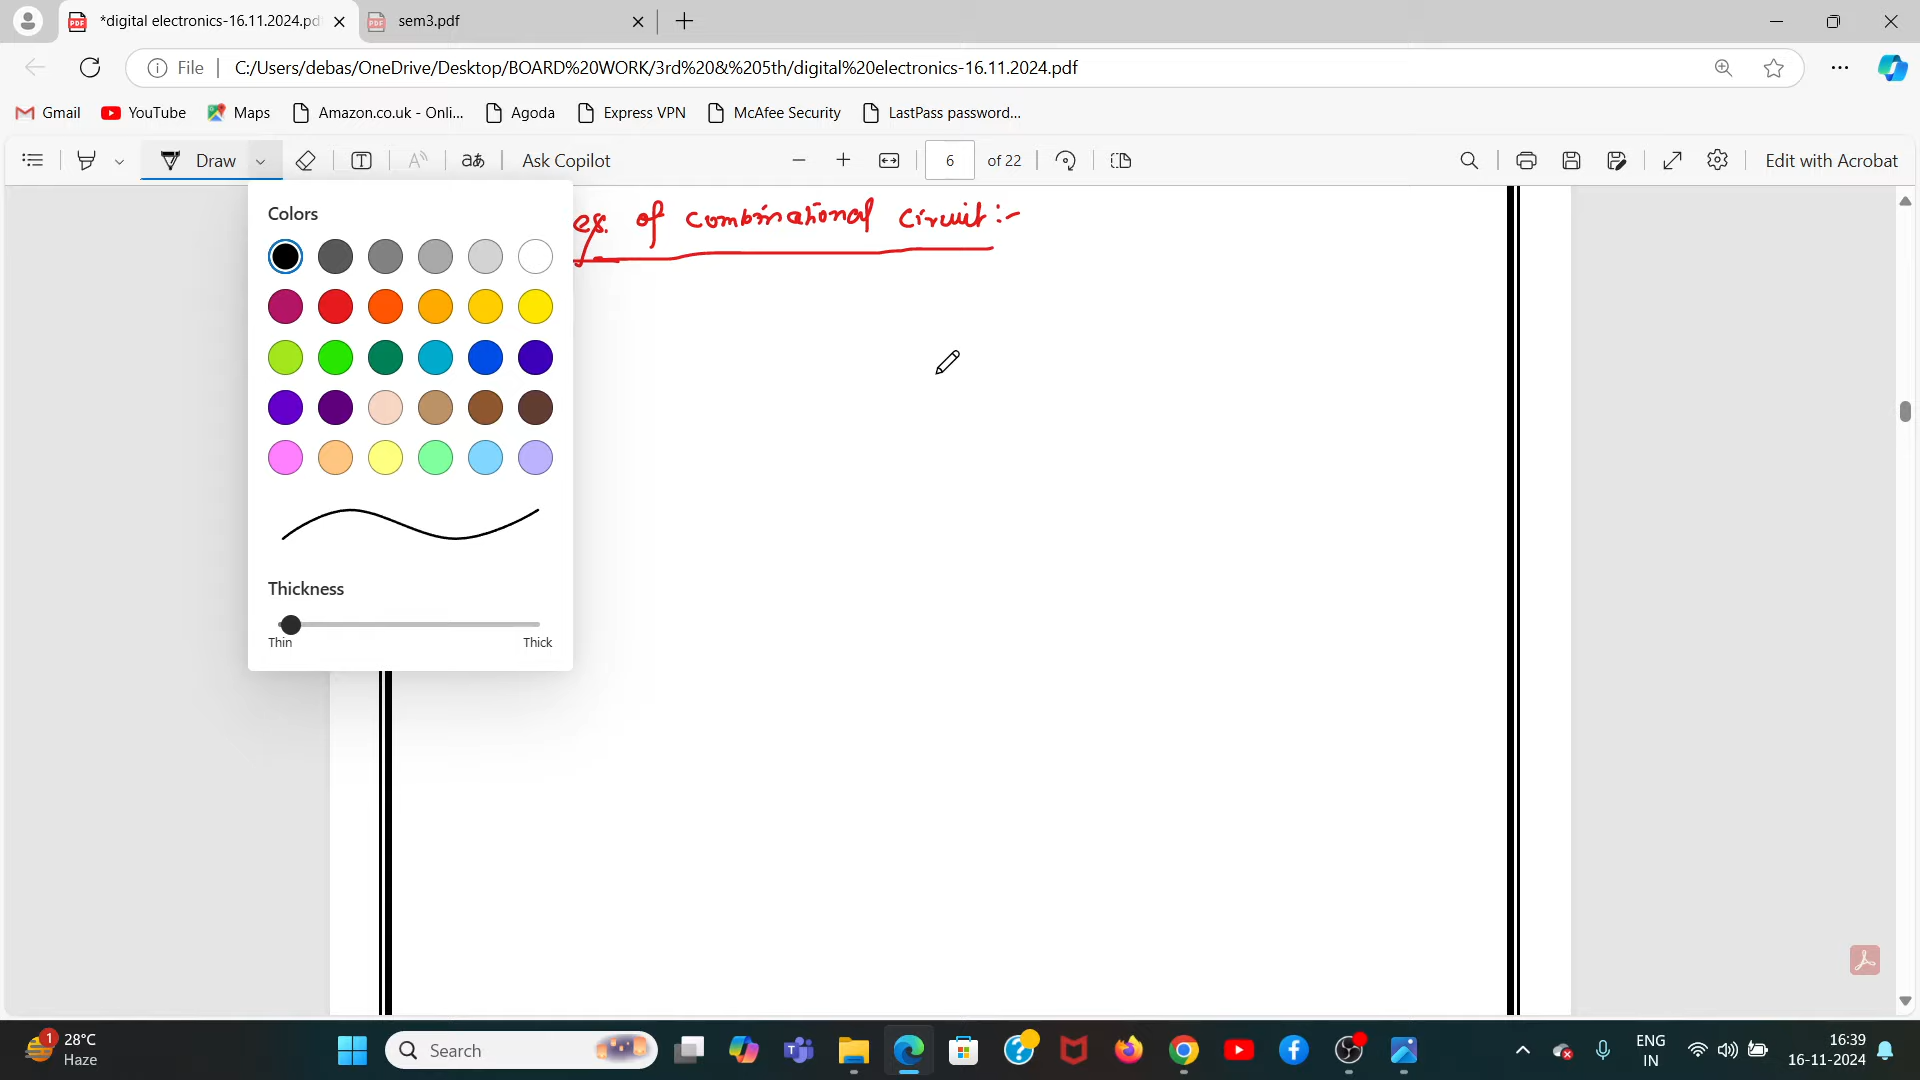 *digital electronics-16.11.2024.pd
sem3.pdf
File
C:/Users/debas/OneDrive/Desktop/BOARD%20WORK/3rd%20&%205th/digital%20electronics-16.11.2024.pdf
Gmail
YouTube
Maps
Amazon.co.uk - Onli...
Agoda
Express VPN
McAfee Security
LastPass password...
Draw
Ask Copilot
6
of 22
Edit with Acrobat
Colors
of combinational circuit:-
Thickness
Thin
Thick
1
28°C
Haze
Search
ENG
IN
16:39
16-11-2024